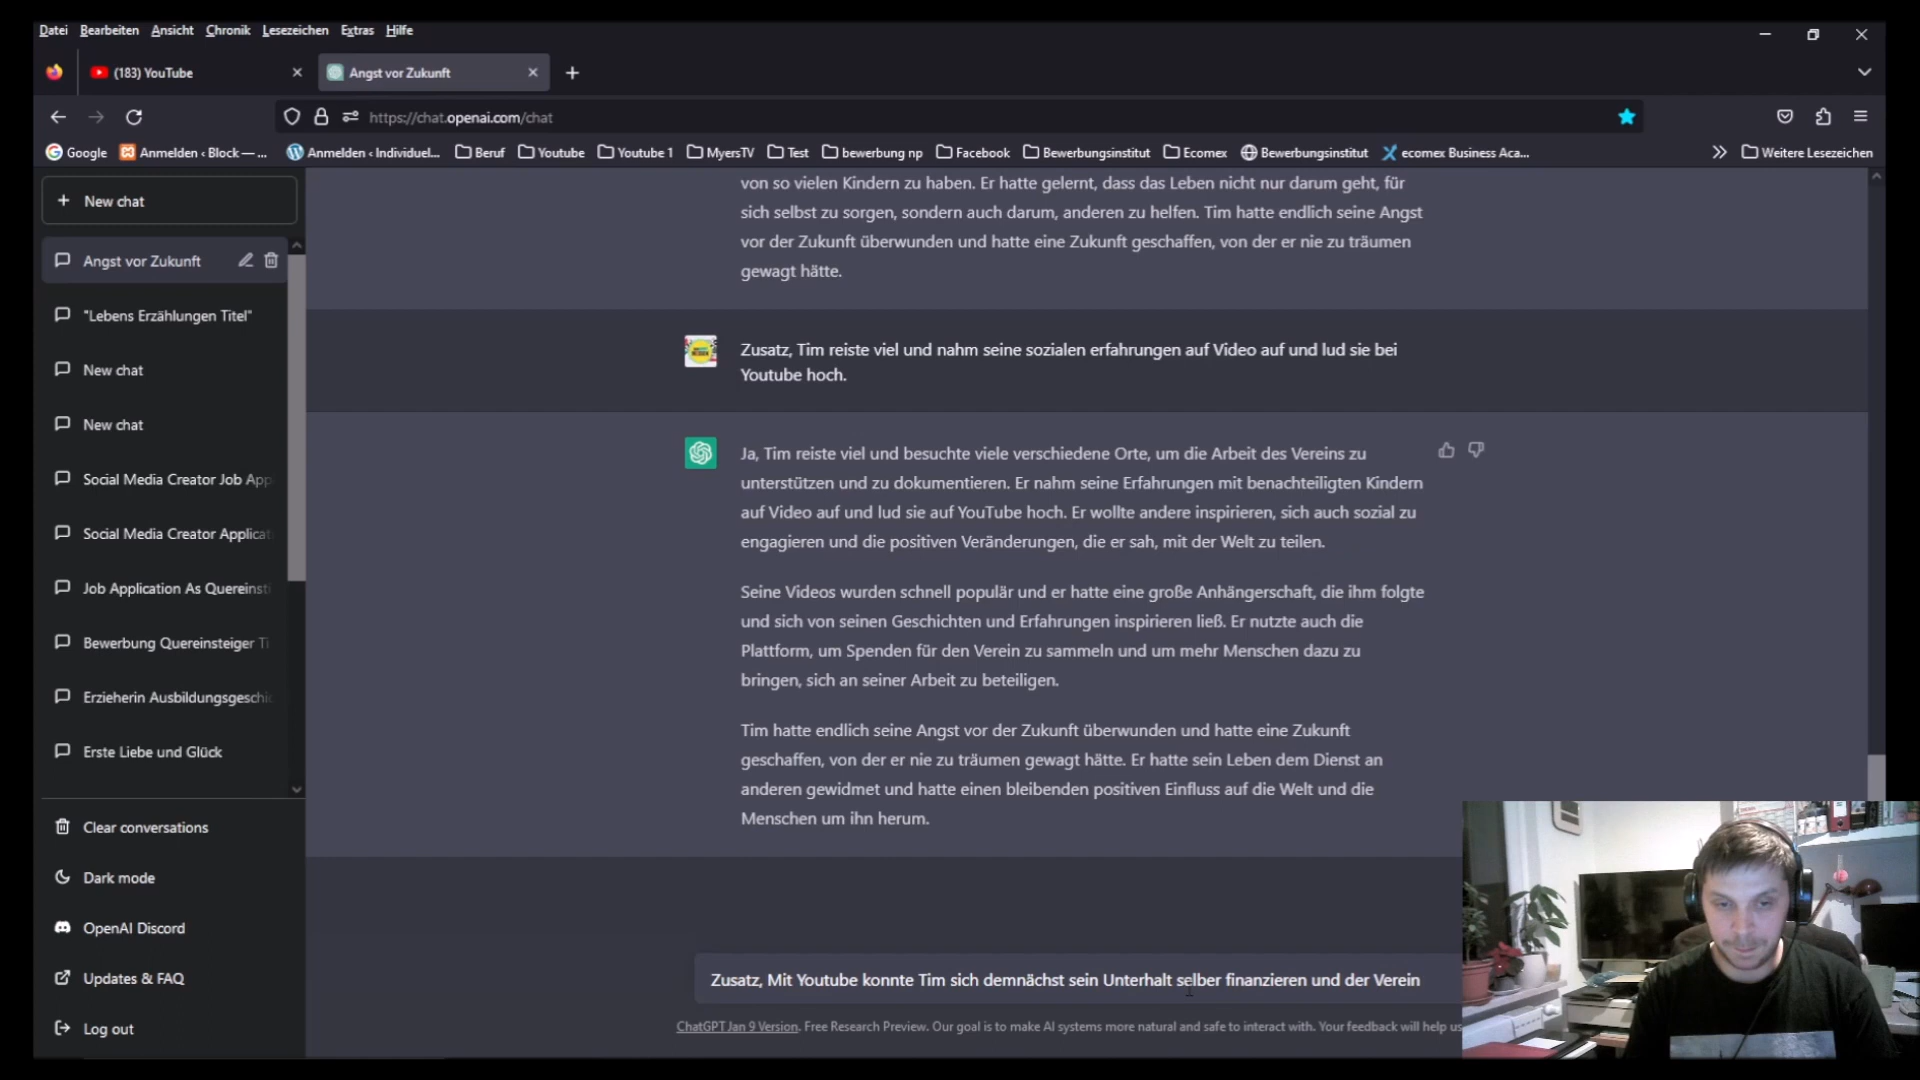 Datei Bearbeiten Ansicht Chronik Lesezeichen Extras Hilfe
(183) YouTube
Angst vor Zukunft
https://chat.openai.com/chat
Google
Anmelden ‹ Block — ...
Anmelden ‹ Individuel...
Beruf
Youtube
Youtube 1
MyersTV
Test
bewerbung np
Facebook
Bewerbungsinstitut
Ecomex
Bewerbungsinstitut
ecomex Business Aca...
Weitere Lesezeichen
New chat
Angst vor Zukunft
"Lebens Erzählungen Titel"
New chat
New chat
Social Media Creator Job App
Social Media Creator Applicat
Job Application As Quereinsti
Bewerbung Quereinsteiger Ti
Erzieherin Ausbildungsgeschic
Erste Liebe und Glück
Clear conversations
Dark mode
OpenAI Discord
Updates & FAQ
Log out
von so vielen Kindern zu haben. Er hatte gelernt, dass das Leben nicht nur darum geht, für
sich selbst zu sorgen, sondern auch darum, anderen zu helfen. Tim hatte endlich seine Angst
vor der Zukunft überwunden und hatte eine Zukunft geschaffen, von der er nie zu träumen
gewagt hätte.
Zusatz, Tim reiste viel und nahm seine sozialen erfahrungen auf Video auf und lud sie bei
Youtube hoch.
Ja, Tim reiste viel und besuchte viele verschiedene Orte, um die Arbeit des Vereins zu
unterstützen und zu dokumentieren. Er nahm seine Erfahrungen mit benachteiligten Kindern
auf Video auf und lud sie auf YouTube hoch. Er wollte andere inspirieren, sich auch sozial zu
engagieren und die positiven Veränderungen, die er sah, mit der Welt zu teilen.
Seine Videos wurden schnell populär und er hatte eine große Anhängerschaft, die ihm folgte
und sich von seinen Geschichten und Erfahrungen inspirieren ließ. Er nutzte auch die
Plattform, um Spenden für den Verein zu sammeln und um mehr Menschen dazu zu
bringen, sich an seiner Arbeit zu beteiligen.
Tim hatte endlich seine Angst vor der Zukunft überwunden und hatte eine Zukunft
geschaffen, von der er nie zu träumen gewagt hätte. Er hatte sein Leben dem Dienst an
anderen gewidmet und hatte einen bleibenden positiven Einfluss auf die Welt und die
Menschen um ihn herum.
Zusatz, Mit Youtube konnte Tim sich demnächst sein Unterhalt selber finanzieren und der Verein
ChatGPT Jan 9 Version. Free Research Preview. Our goal is to make AI systems more natural and safe to interact with. Your feedback will help us